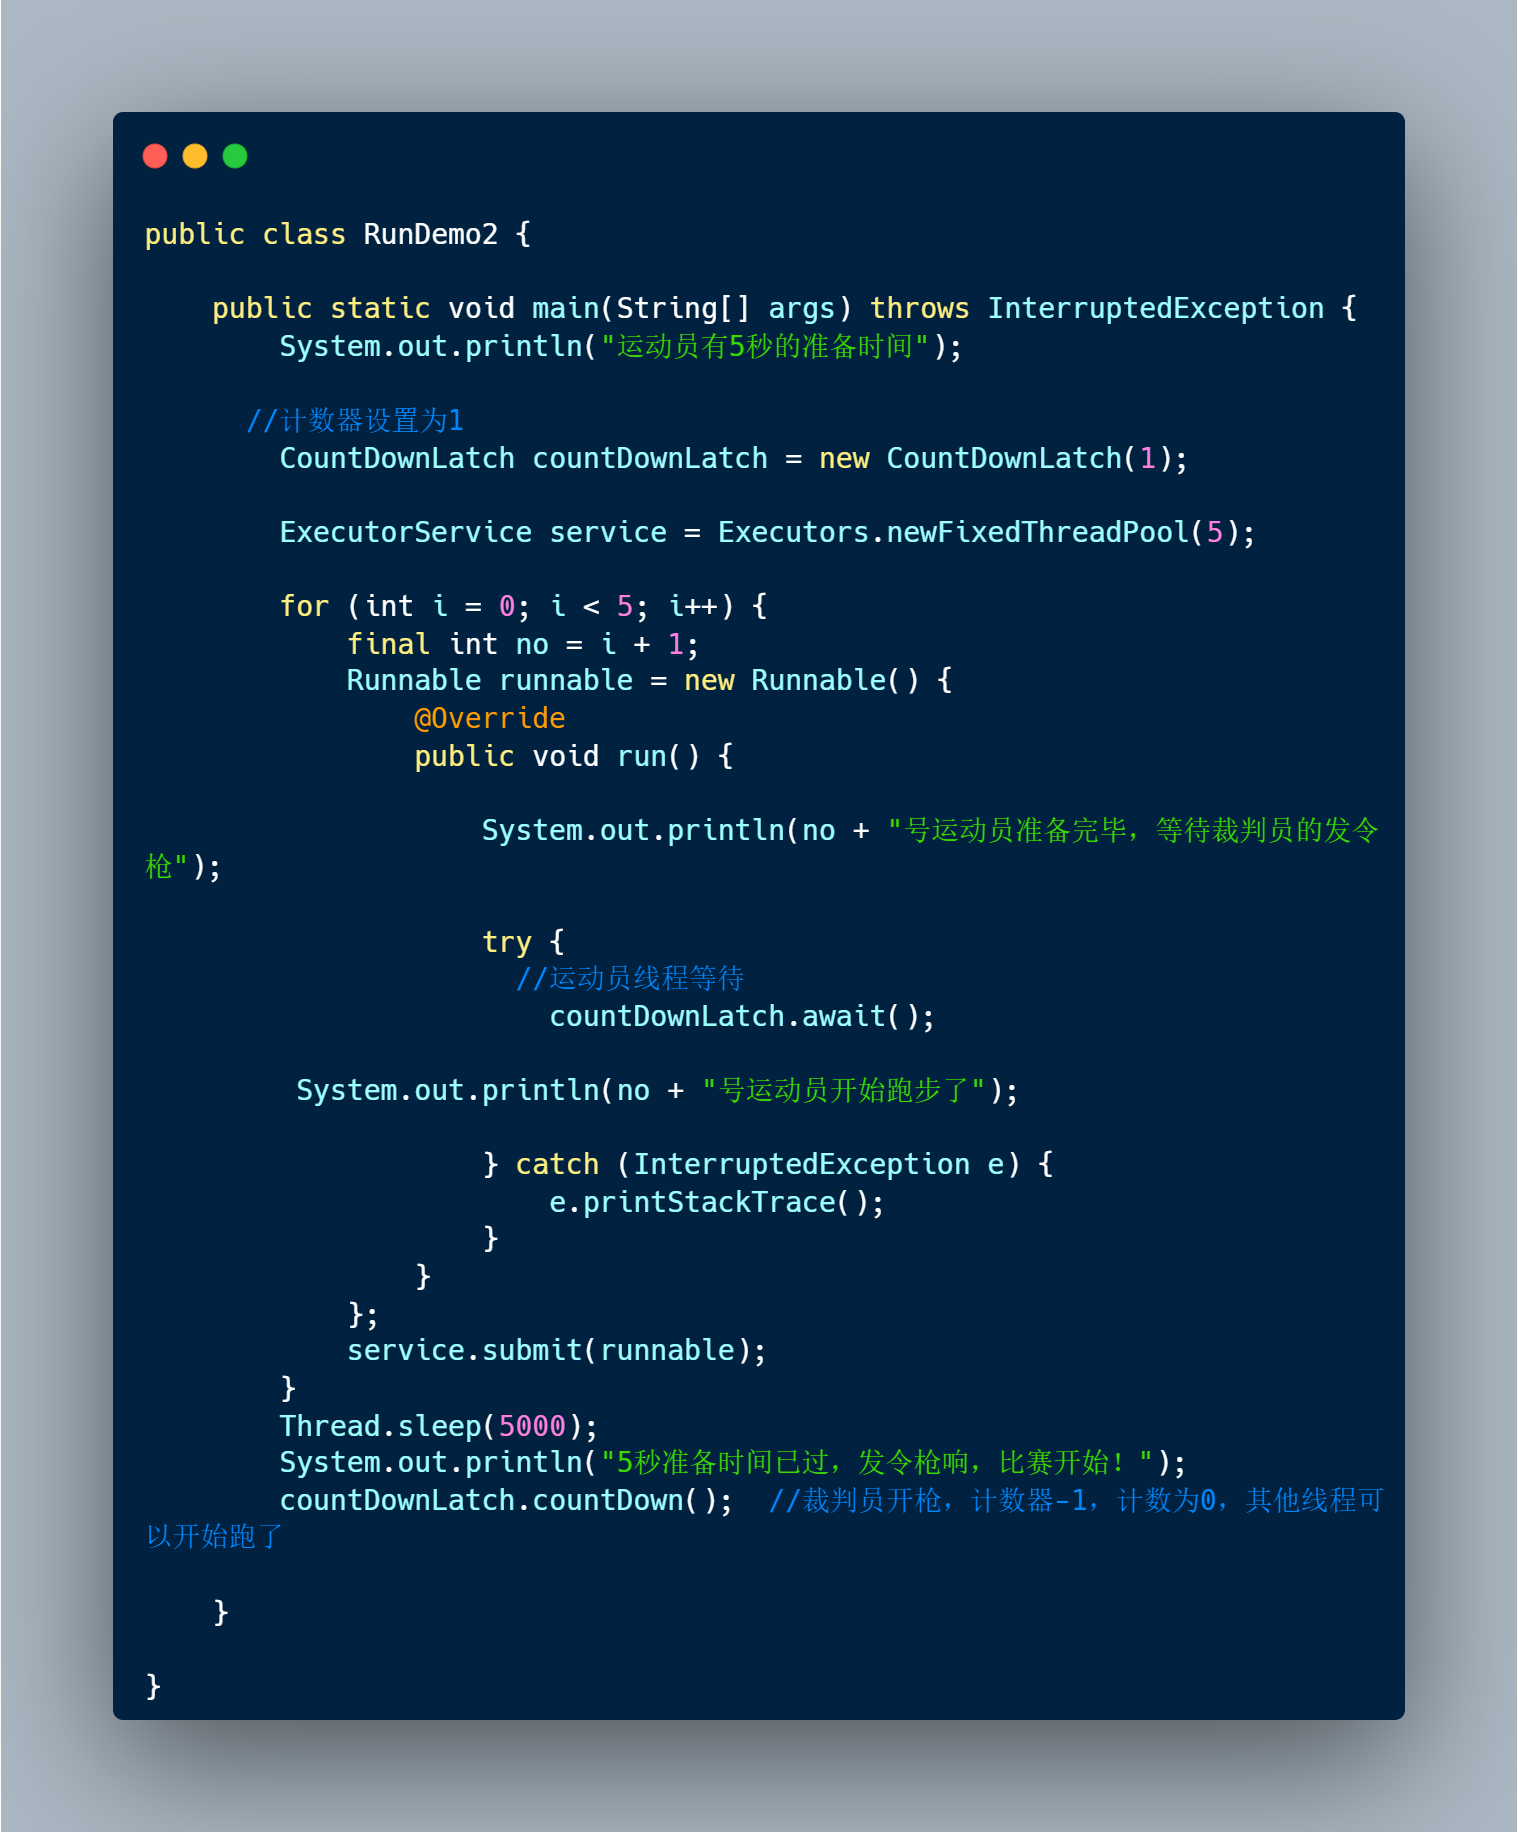 public class RunDemo2 {
    public static void main(String[] args) throws InterruptedException {
        System.out.println("运动员有5秒的准备时间");
      //计数器设置为1
        CountDownLatch countDownLatch = new CountDownLatch(1);
        ExecutorService service = Executors.newFixedThreadPool(5);
        for (int i = 0; i < 5; i++) {
            final int no = i + 1;
            Runnable runnable = new Runnable() {
                @Override
                public void run() {
                    System.out.println(no + "号运动员准备完毕，等待裁判员的发令
枪");
                    try {
                      //运动员线程等待
                        countDownLatch.await();
         System.out.println(no + "号运动员开始跑步了");
                    } catch (InterruptedException e) {
                        e.printStackTrace();
                    }
                }
            };
            service.submit(runnable);
        }
        Thread.sleep(5000);
        System.out.println("5秒准备时间已过，发令枪响，比赛开始！");
        countDownLatch.countDown();  //裁判员开枪，计数器-1，计数为0，其他线程可
以开始跑了
    }
}